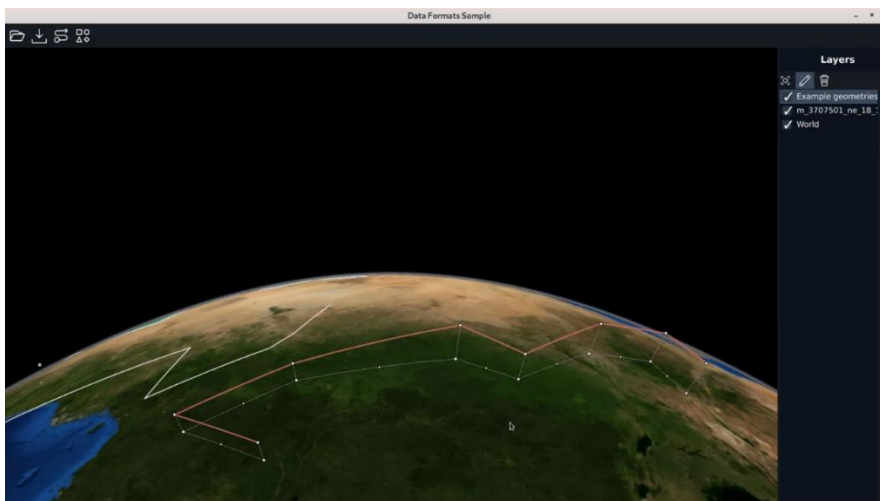 Data Formats Sample
Layers
Example geometries
m_3707501_ne_18_
World